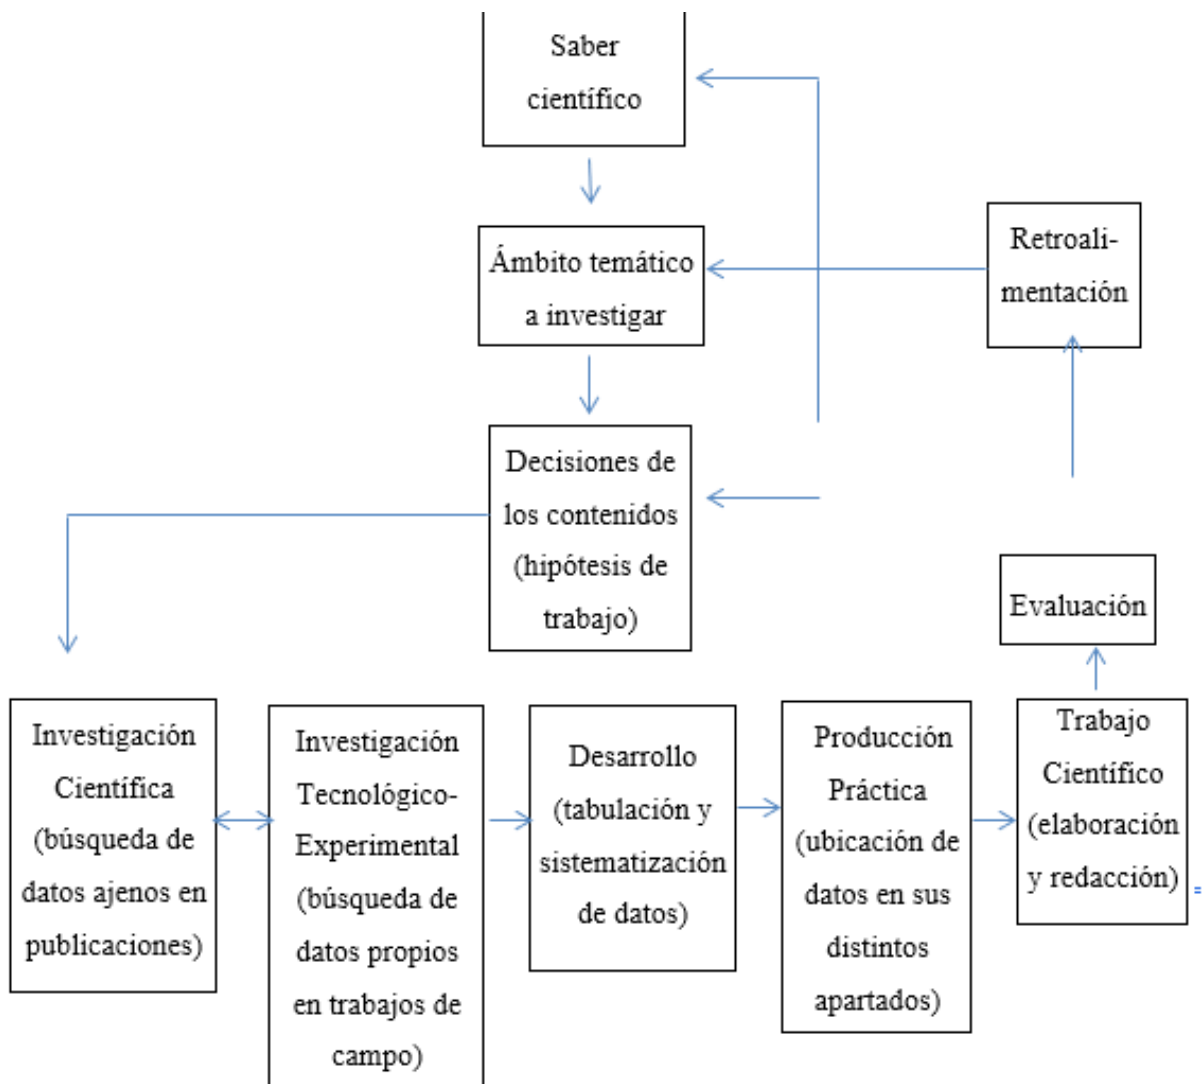 Saber
científico
Ámbito temático
a investigar
Retroali-
mentación
Decisiones de
los contenidos
(hipótesis de
trabajo)
Evaluación
Investigación
Científica
(búsqueda de
datos ajenos en
publicaciones)
Investigación
Tecnológico-
Experimental
(búsqueda de
datos propios
en trabajos de
campo)
Desarrollo
(tabulación y
sistematización
de datos)
Producción
Práctica
(ubicación de
datos en sus
distintos
apartados)
Trabajo
Científico
(elaboración
y redacción)